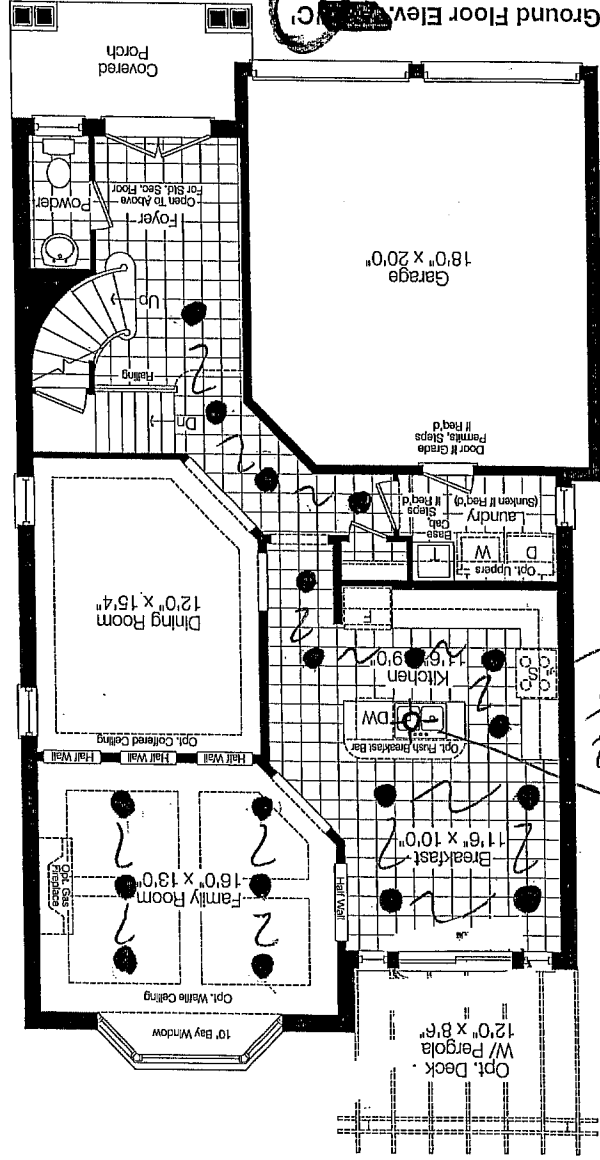 Opt. Deck
W/ Pergola
12'0" x 8'6"
10' Bay Window
Opt. Waffle Ceiling
Half Wall
Breakfast
11'6" x 10'0"
Family Room
16'0" x 13'0"
Opt. Gas
Fireplace
Opt. Flush Breakfast Bar
DW
Half Wall
Half Wall
Half Wall
Opt. Coffered Ceiling
Kitchen
11'6" x 9'0"
S
F
Dining Room
12'0" x 15'4"
Opt. Uppers
D
W
T
Laundry
(Sunken If Req'd)
Base
Cab.
Steps
If Req'd
Door If Grade
Permits, Steps
If Req'd
Dn
Railing
Up
Garage
18'0" x 20'0"
Foyer
Open To Above
For Std. Sec. Floor
Powder
Covered
Porch
Ground Floor Elev. 'C'